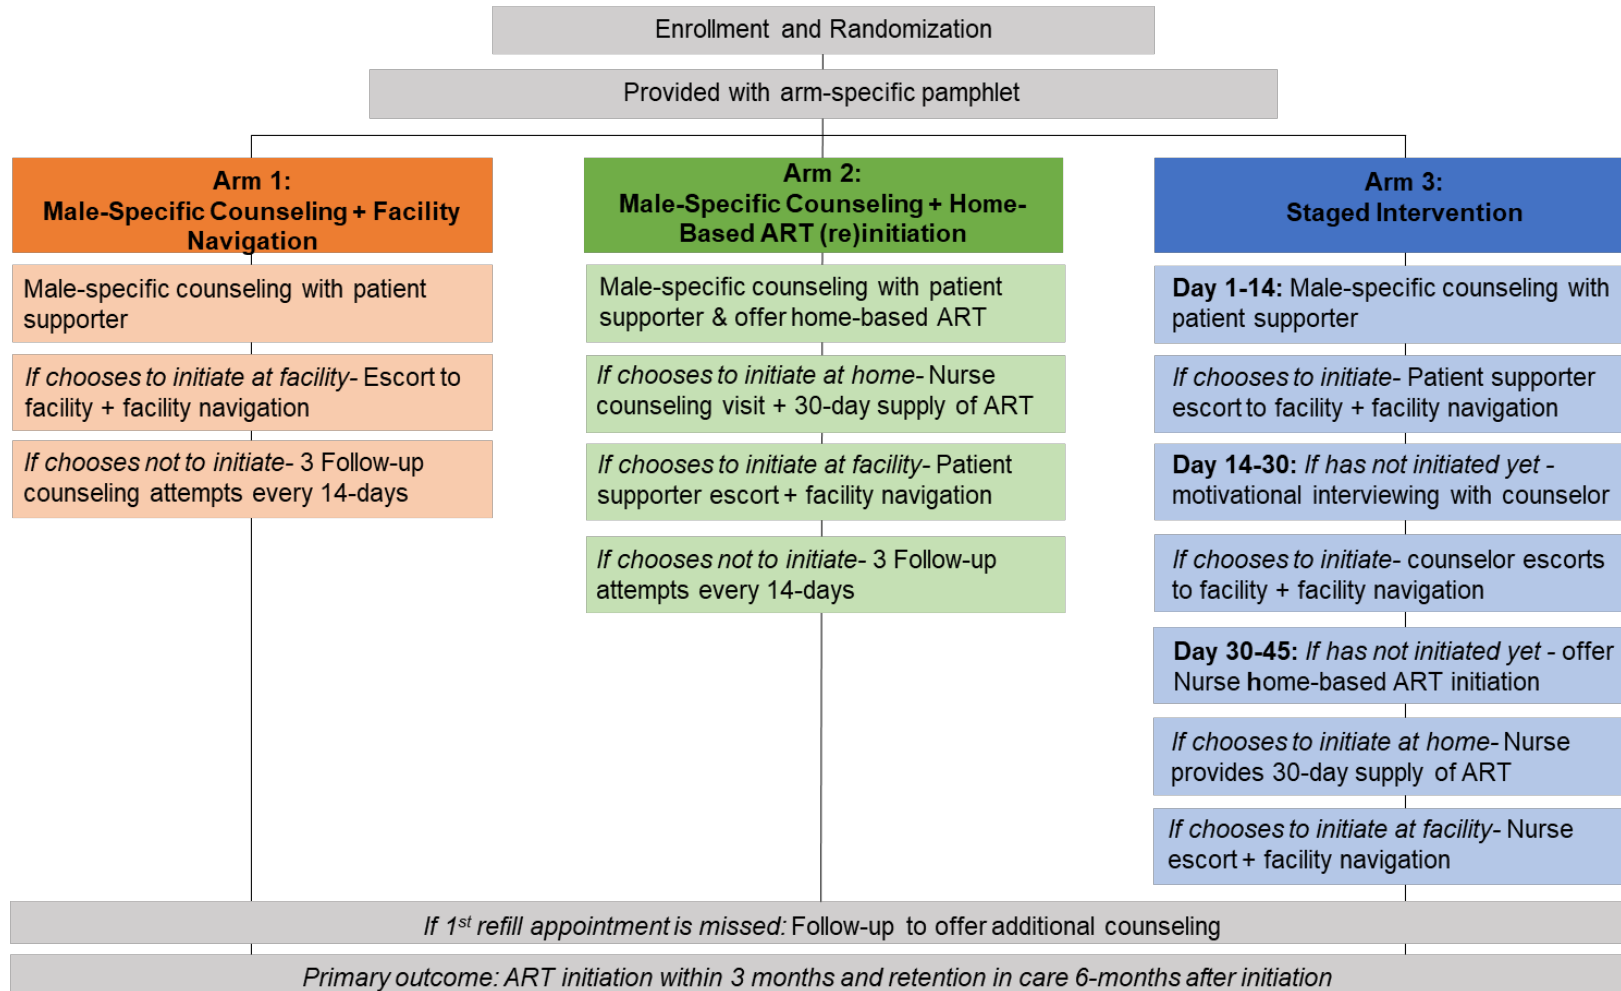 Enrollment and Randomization
Provided with arm-specific pamphlet
Arm 1:
Male-Specific Counseling + Facility
Navigation
Male-specific counseling with patient
supporter
If chooses to initiate at facility- Escort to
facility + facility navigation
If chooses not to initiate- 3 Follow-up
counseling attempts every 14-days
Arm 2:
Male-Specific Counseling + Home-
Based ART (re)initiation
Male-specific counseling with patient
supporter & offer home-based ART
If chooses to initiate at home- Nurse
counseling visit + 30-day supply of ART
If chooses to initiate at facility- Patient
supporter escort + facility navigation
If chooses not to initiate- 3 Follow-up
attempts every 14-days
Arm 3:
Staged Intervention
Day 1-14: Male-specific counseling with
patient supporter
If chooses to initiate- Patient supporter
escort to facility + facility navigation
Day 14-30: If has not initiated yet -
motivational interviewing with counselor
If chooses to initiate- counselor escorts
to facility + facility navigation
Day 30-45: If has not initiated yet - offer
Nurse home-based ART initiation
If chooses to initiate at home- Nurse
provides 30-day supply of ART
If chooses to initiate at facility- Nurse
escort + facility navigation
If 1st refill appointment is missed: Follow-up to offer additional counseling
Primary outcome: ART initiation within 3 months and retention in care 6-months after initiation